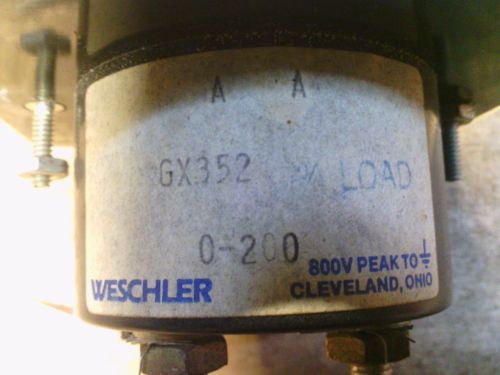 A A
GX352 % LOAD
0-200
800V PEAK TO ⏚
WESCHLER CLEVELAND, OHIO